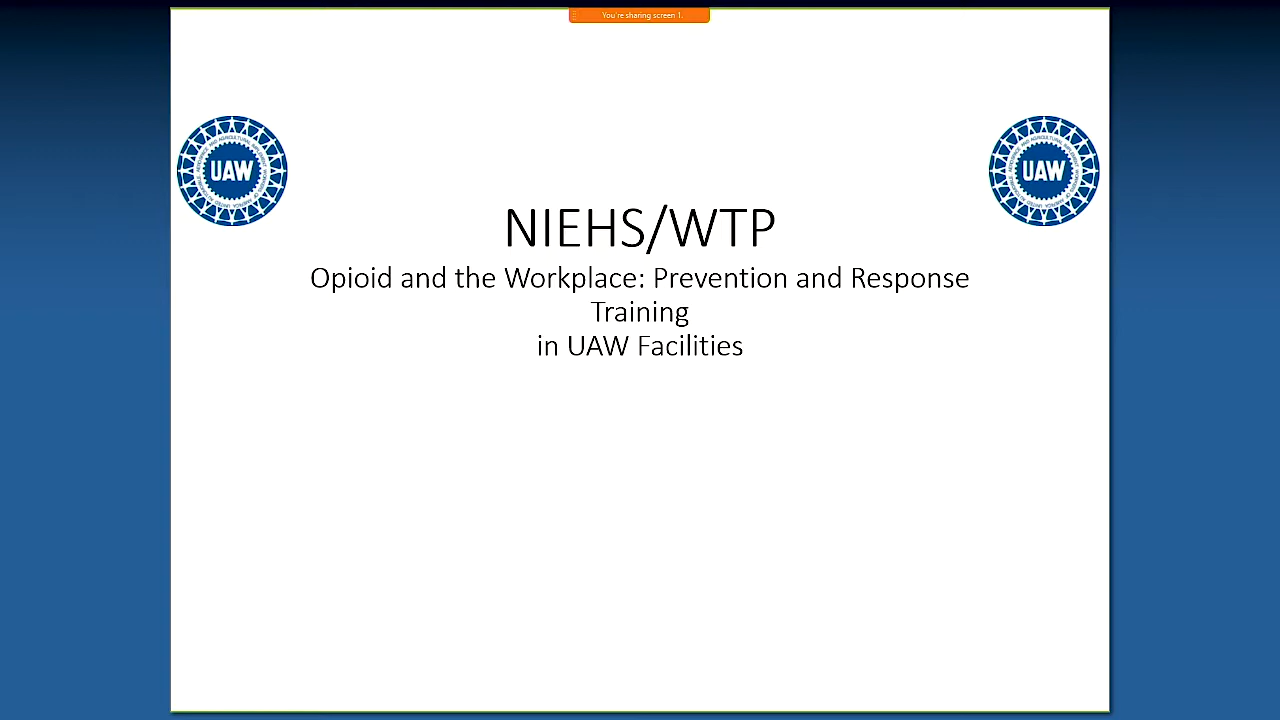 You're sharing screen 1.
UAW
UAW
NIEHS/WTP
Opioid and the Workplace: Prevention and Response
Training
in UAW Facilities